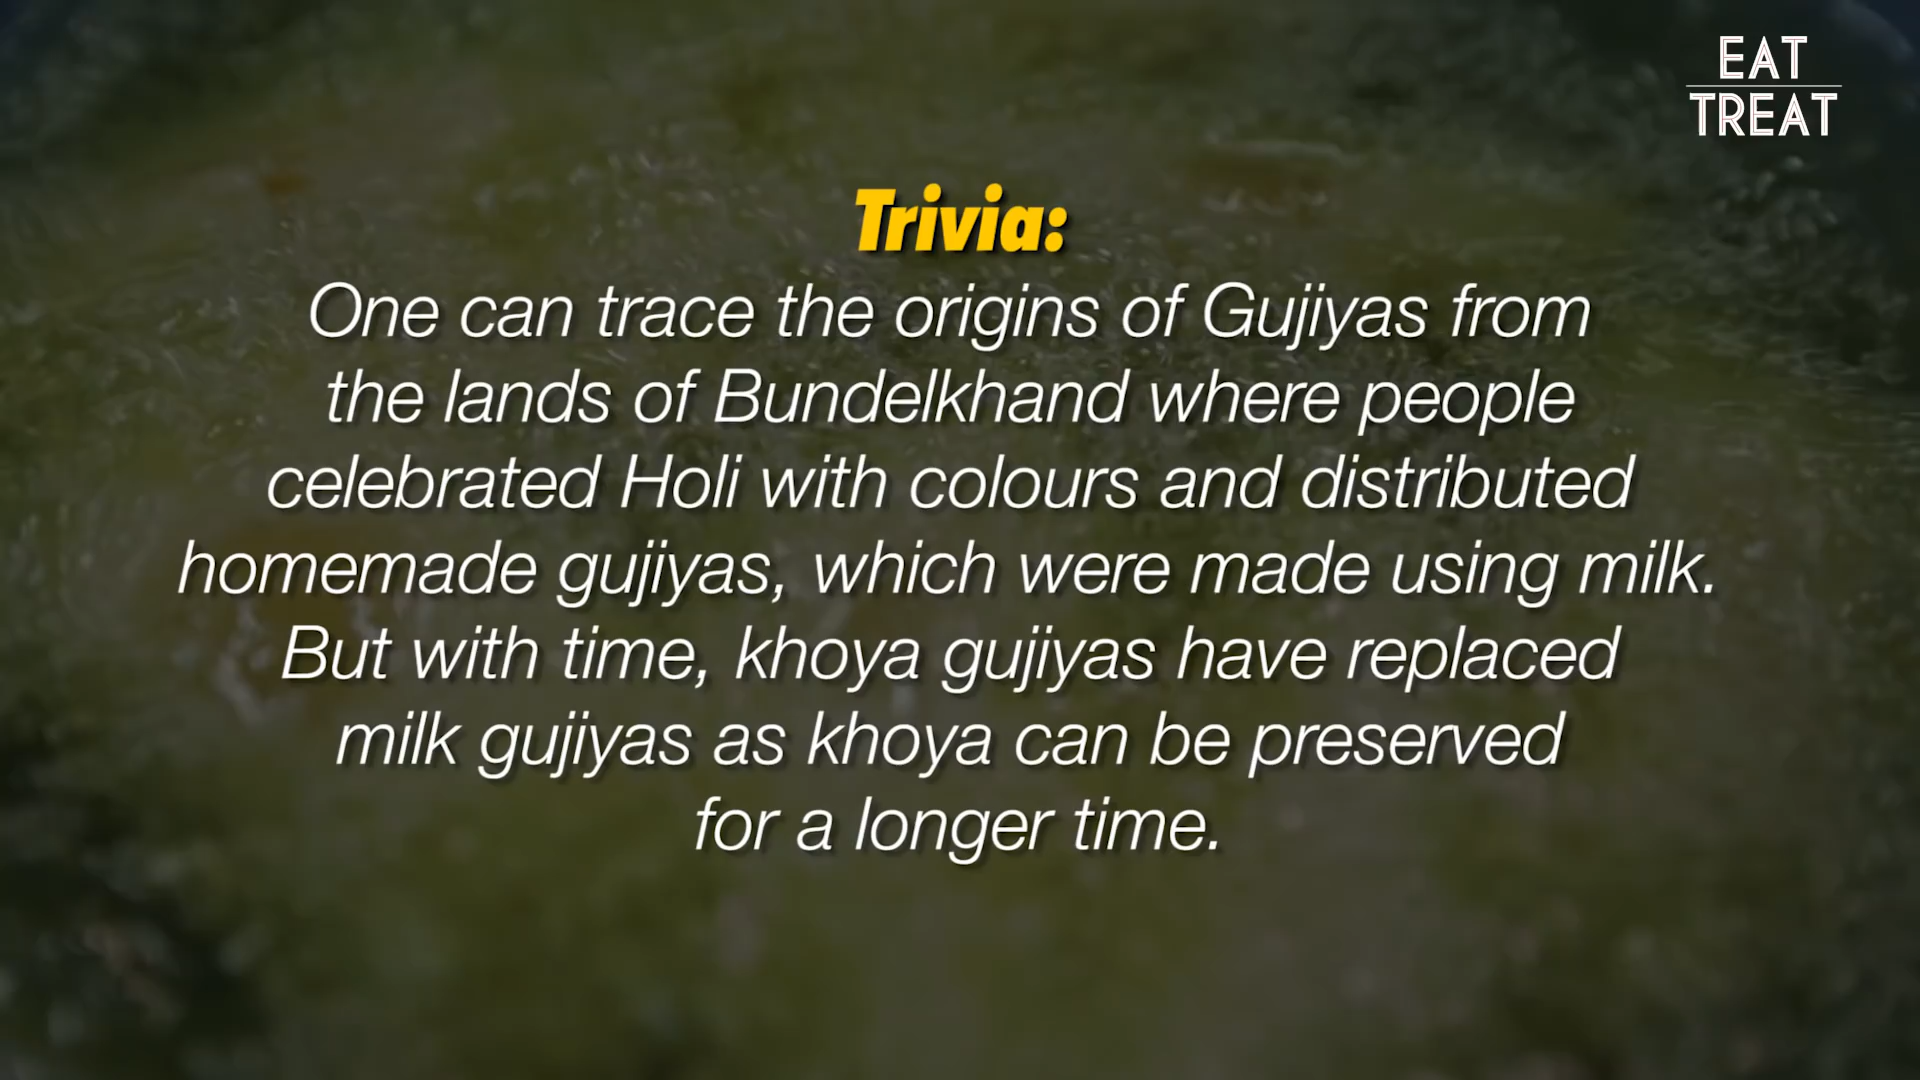 EAT
TREAT
Trivia:
One can trace the origins of Gujiyas from
the lands of Bundelkhand where people
celebrated Holi with colours and distributed
homemade gujiyas, which were made using milk.
But with time, khoya gujiyas have replaced
milk gujiyas as khoya can be preserved
for a longer time.